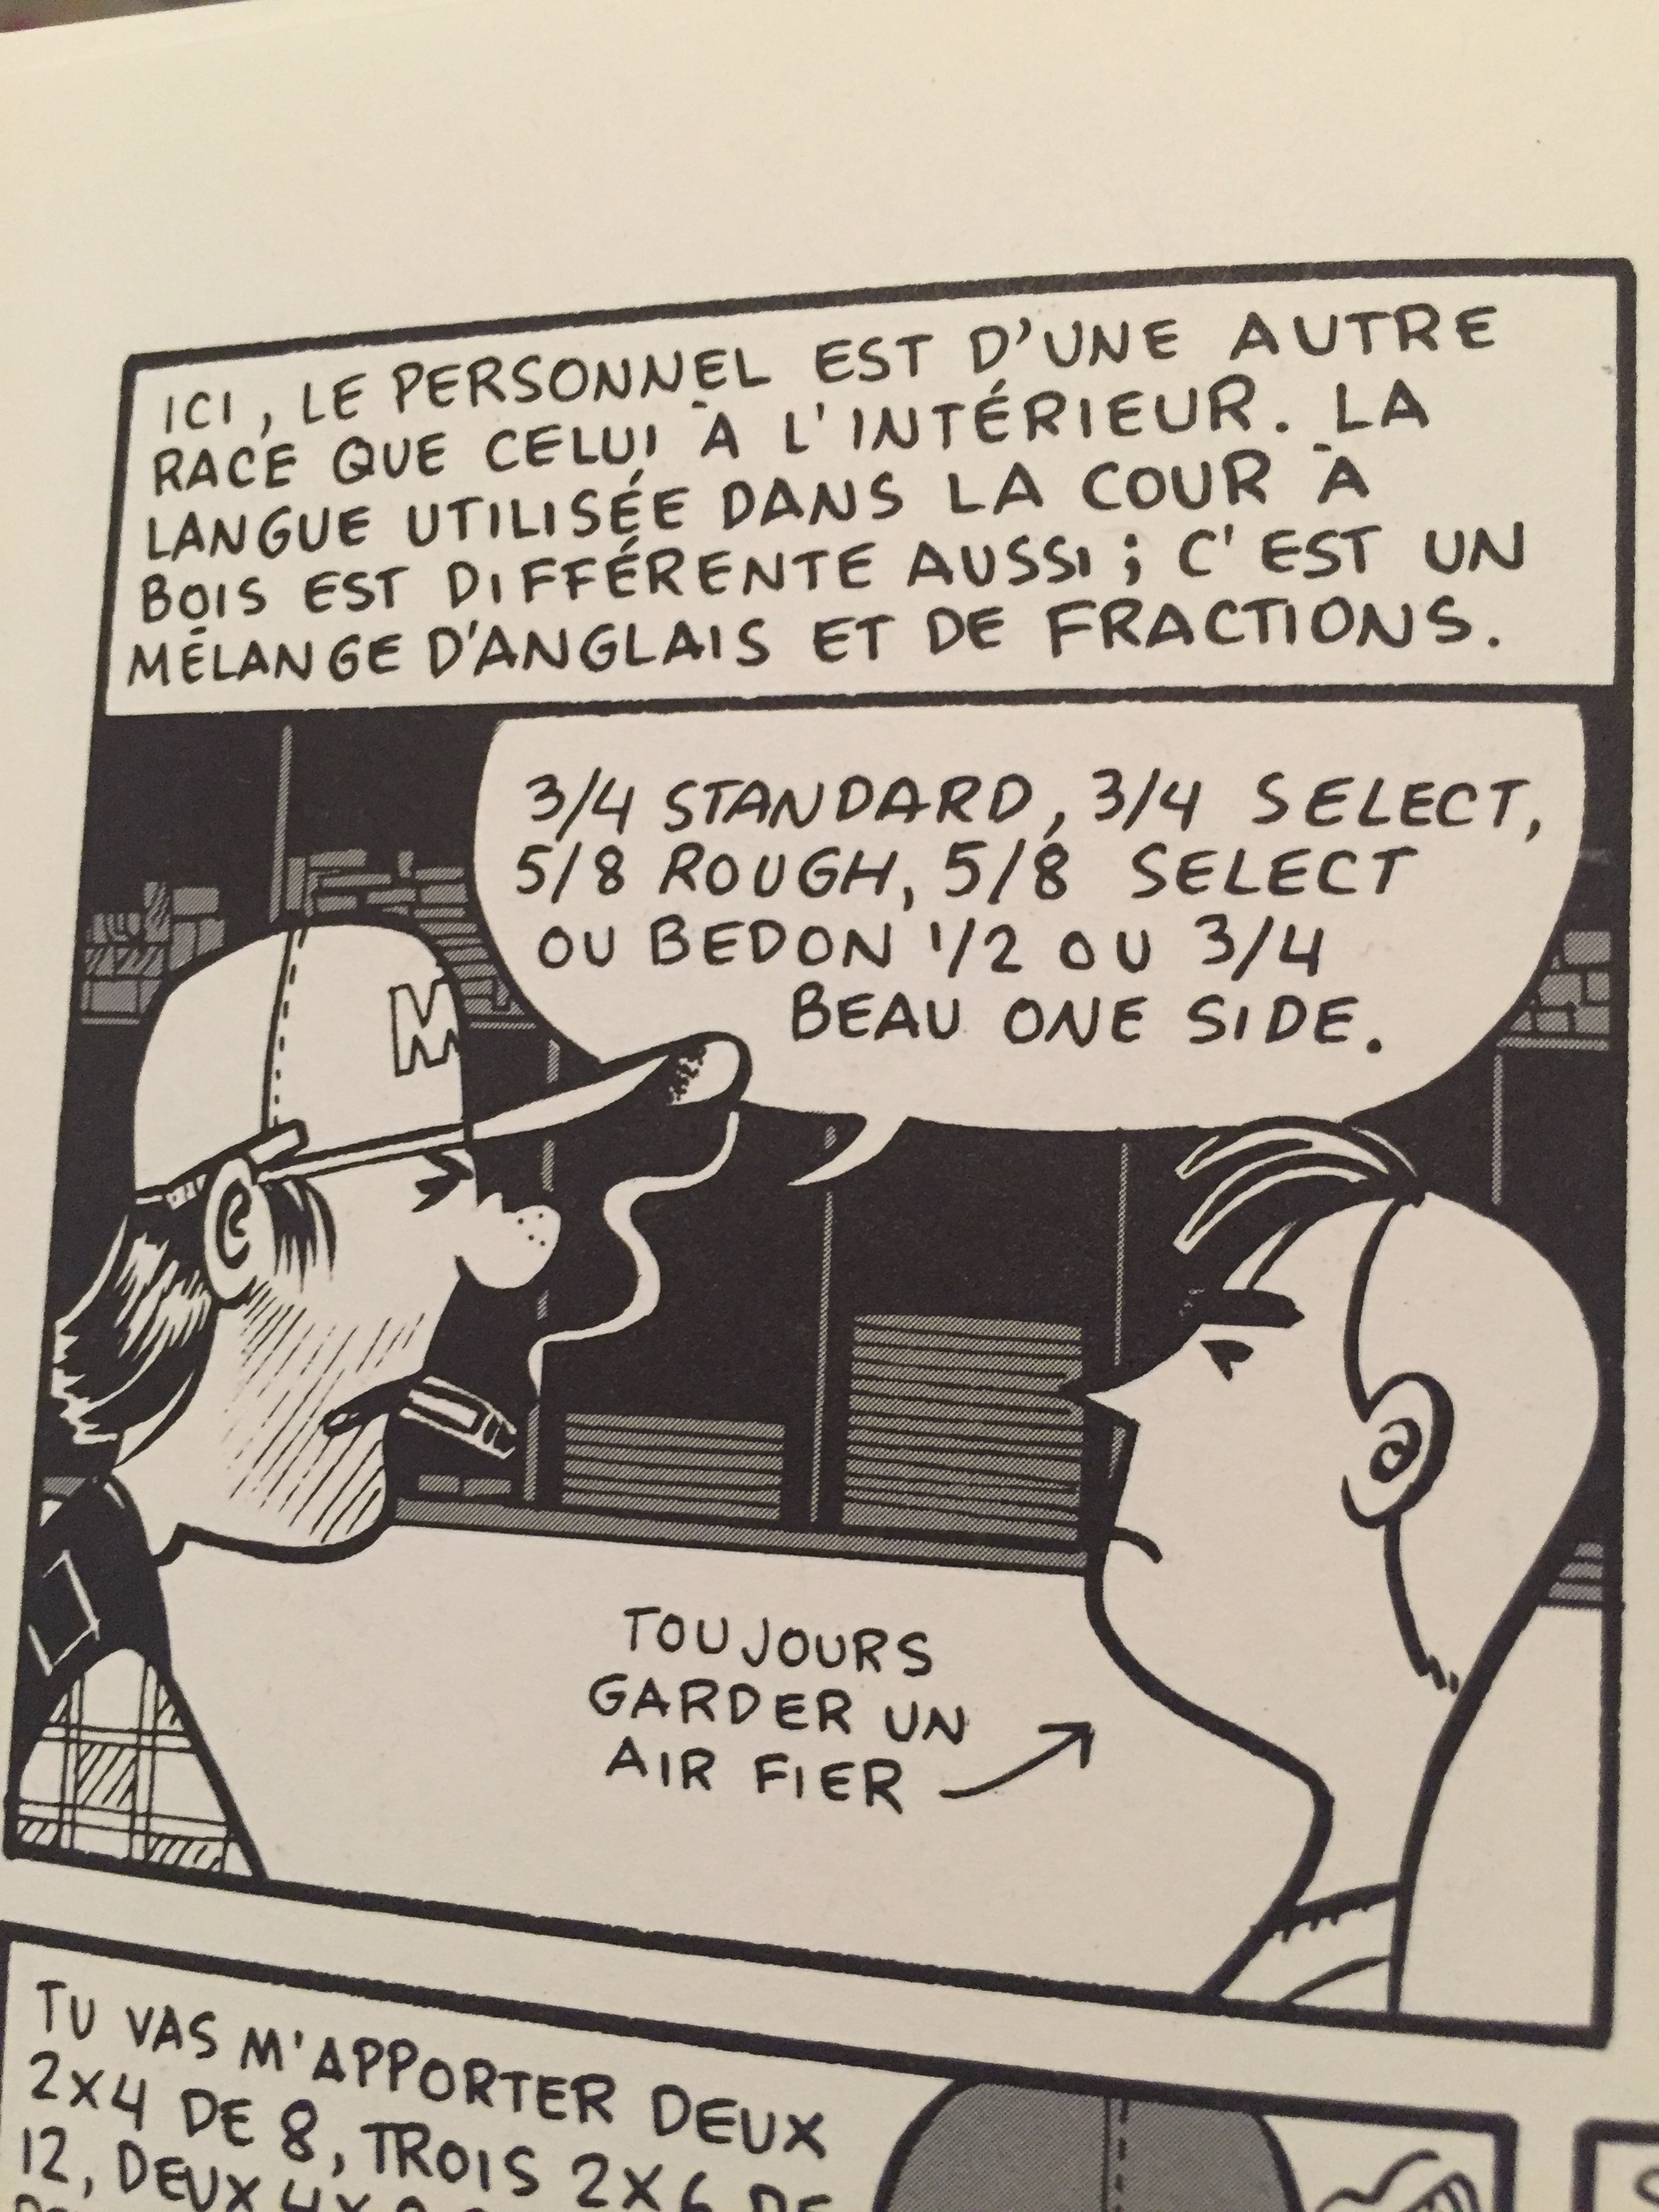 ICI, LE PERSONNEL EST D'UNE AUTRE
RACE QUE CELUI À L'INTÉRIEUR. LA
LANGUE UTILISÉE DANS LA COUR À
BOIS EST DIFFÉRENTE AUSSI ; C'EST UN
MÉLANGE D'ANGLAIS ET DE FRACTIONS.
3/4 STANDARD, 3/4 SELECT,
5/8 ROUGH, 5/8 SELECT
OU BEDON 1/2 OU 3/4
BEAU ONE SIDE.
M
TOUJOURS
GARDER UN
AIR FIER
TU VAS M'APPORTER DEUX
2X4 DE 8, TROIS 2X6 DE
12, DEUX